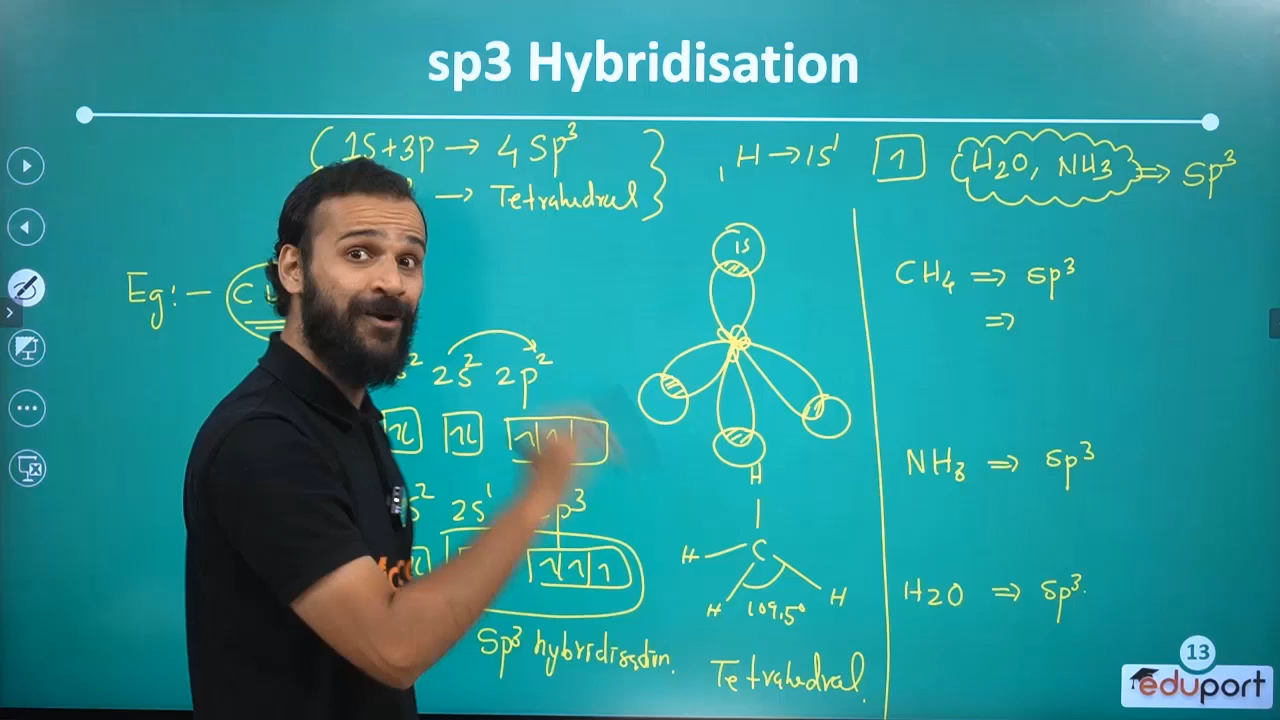 sp3 Hybridisation
(1S+3p → 4 Sp³
→ Tetrahedral
H → 1S¹ 1
H2O, NH3 ⇒ Sp³
1s
CH4 ⇒ sp³
⇒
Eg:-
2s² 2p²
NH3 ⇒ sp³
H
2s¹
H C
H 109.5° H
H2O ⇒ sp³.
Sp³ hybridisation.
Tetrahedral.
13
eduport